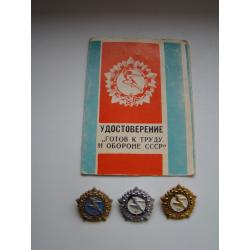 УДОСТОВЕРЕНИЕ
„ГОТОВ К ТРУДУ
И ОБОРОНЕ СССР"